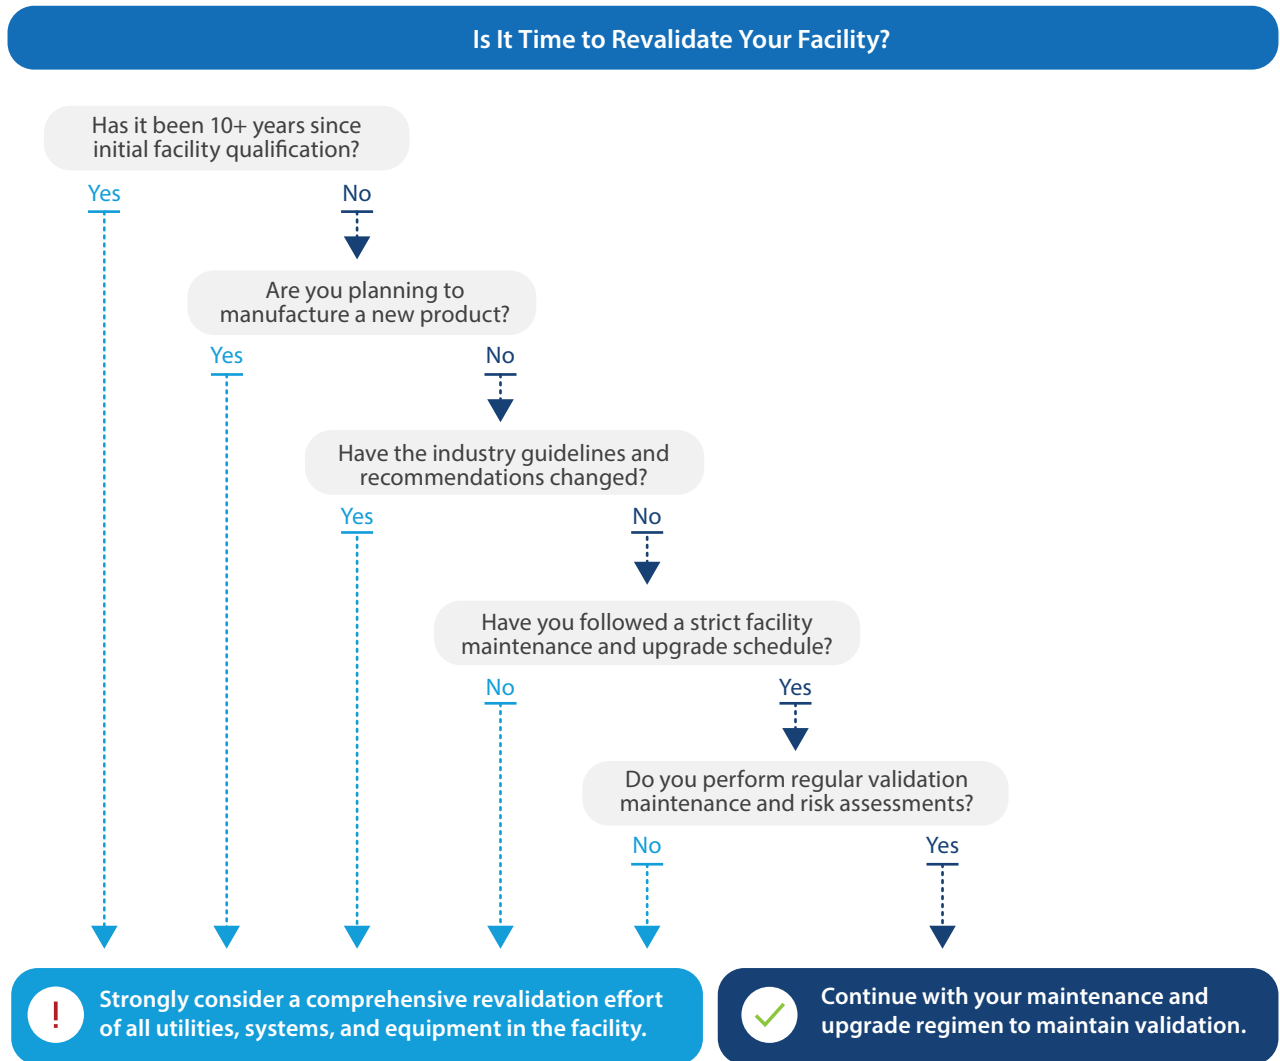 Is It Time to Revalidate Your Facility?
Has it been 10+ years since
initial facility qualification?
Yes
No
Are you planning to
manufacture a new product?
Yes
No
Have the industry guidelines and
recommendations changed?
Yes
No
Have you followed a strict facility
maintenance and upgrade schedule?
No
Yes
Do you perform regular validation
maintenance and risk assessments?
No
Yes
!
Strongly consider a comprehensive revalidation effort
of all utilities, systems, and equipment in the facility.
Continue with your maintenance and
upgrade regimen to maintain validation.